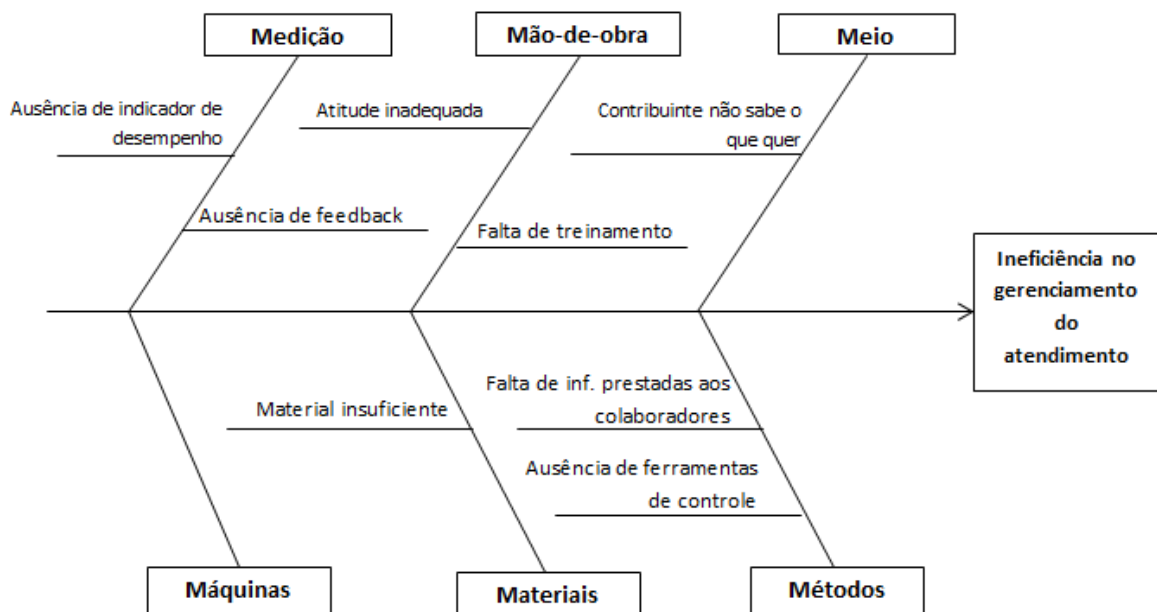 Medição
Mão-de-obra
Meio
Ausência de indicador de
desempenho
Atitude inadequada
Contribuinte não sabe o
que quer
Ausência de feedback
Falta de treinamento
Ineficiência no
gerenciamento
do
atendimento
Material insuficiente
Falta de inf. prestadas aos
colaboradores
Ausência de ferramentas
de controle
Máquinas
Materiais
Métodos